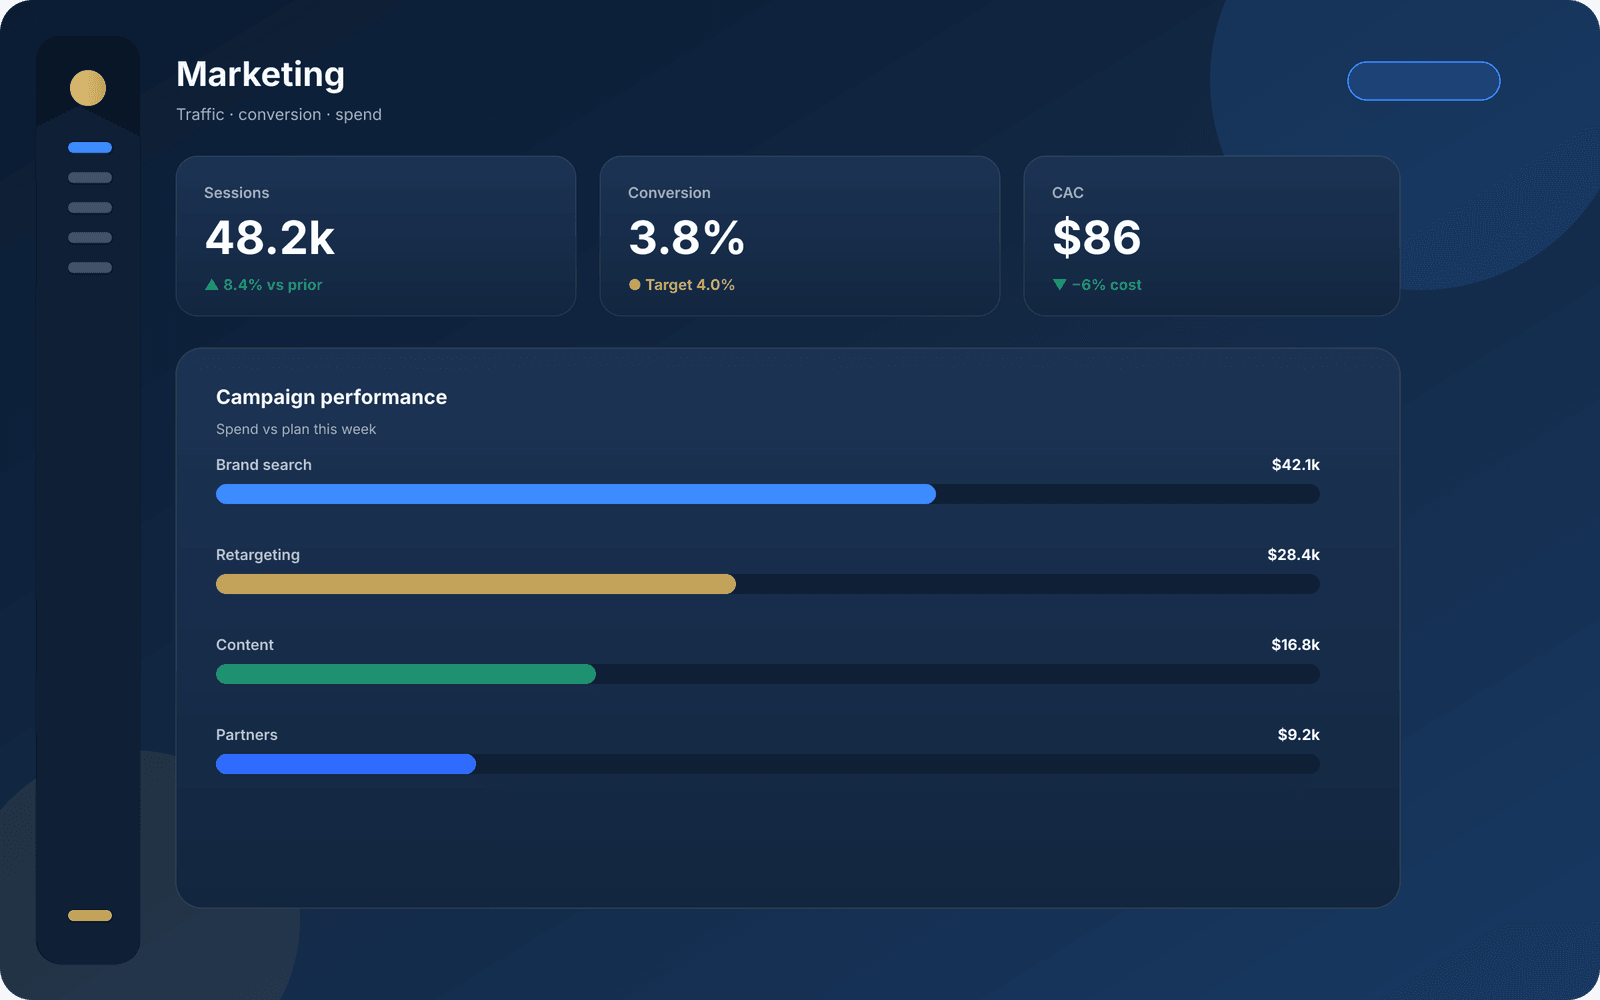 Marketing
Traffic · conversion · spend
Sessions
48.2k
▲ 8.4% vs prior
Conversion
3.8%
● Target 4.0%
CAC
$86
▼ −6% cost
Campaign performance
Spend vs plan this week
Brand search $42.1k
Retargeting $28.4k
Content $16.8k
Partners $9.2k